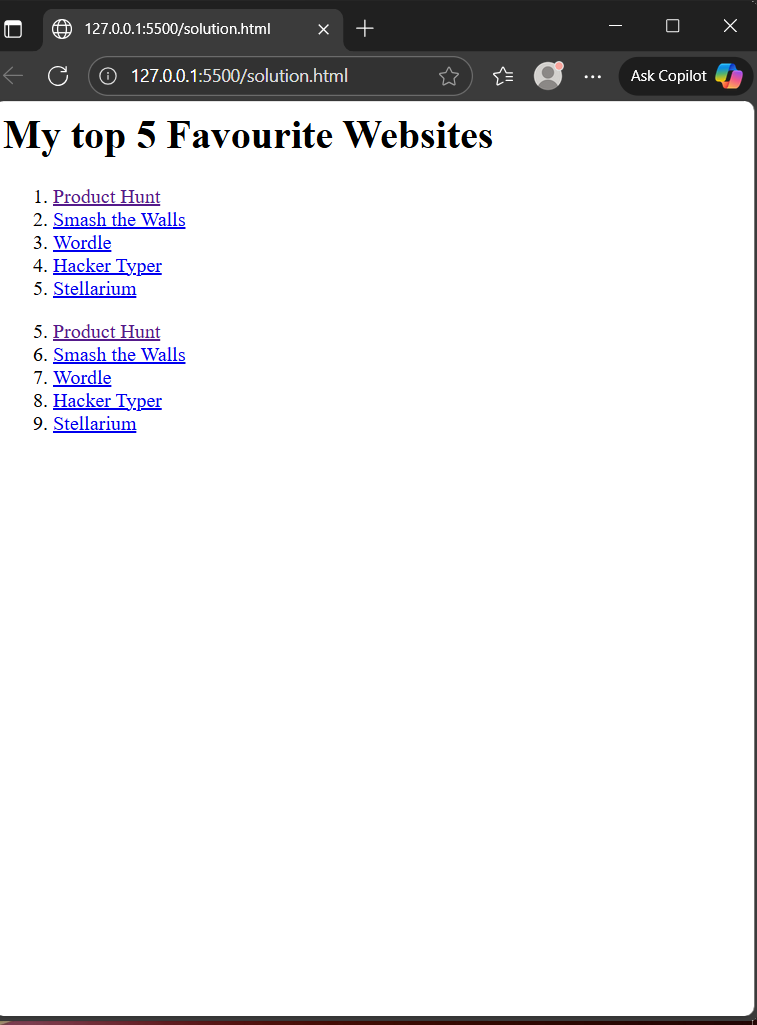 127.0.0.1:5500/solution.html
127.0.0.1:5500/solution.html
Ask Copilot
My top 5 Favourite Websites
1. Product Hunt
2. Smash the Walls
3. Wordle
4. Hacker Typer
5. Stellarium
5. Product Hunt
6. Smash the Walls
7. Wordle
8. Hacker Typer
9. Stellarium